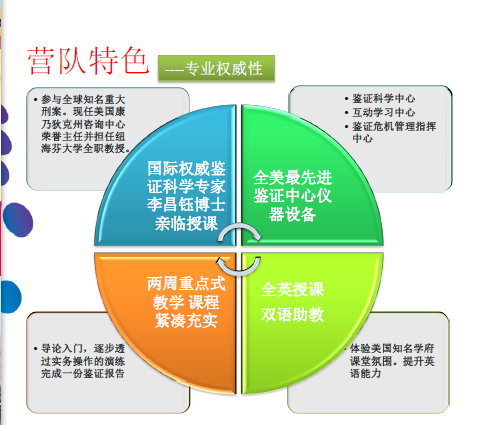 营队特色 ----专业权威性
• 参与全球知名重大
刑案。现任美国康
乃狄克州咨询中心
荣誉主任并担任纽
海芬大学全职教授。
• 鉴证科学中心
• 互动学习中心
• 鉴证危机管理指挥
中心
国际权威鉴
证科学专家
李昌钰博士
亲临授课
全美最先进
鉴证中心仪
器设备
两周重点式
教学 课程
紧凑充实
全英授课
双语助教
• 导论入门，逐步透
过实务操作的演练
完成一份鉴证报告
• 体验美国知名学府
课堂氛围。提升英
语能力